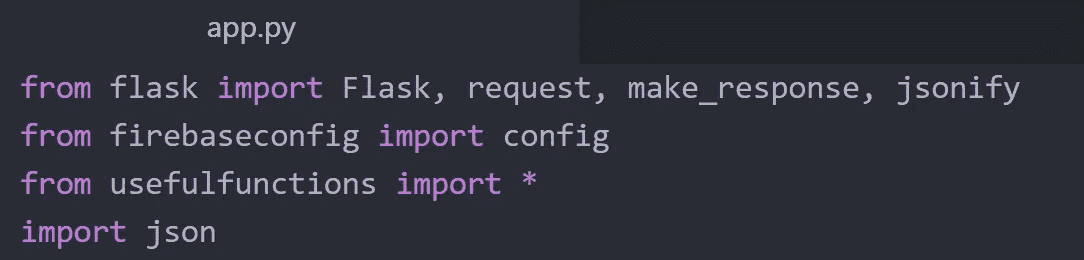 app.py
from flask import Flask, request, make_response, jsonify
from firebaseconfig import config
from usefulfunctions import *
import json